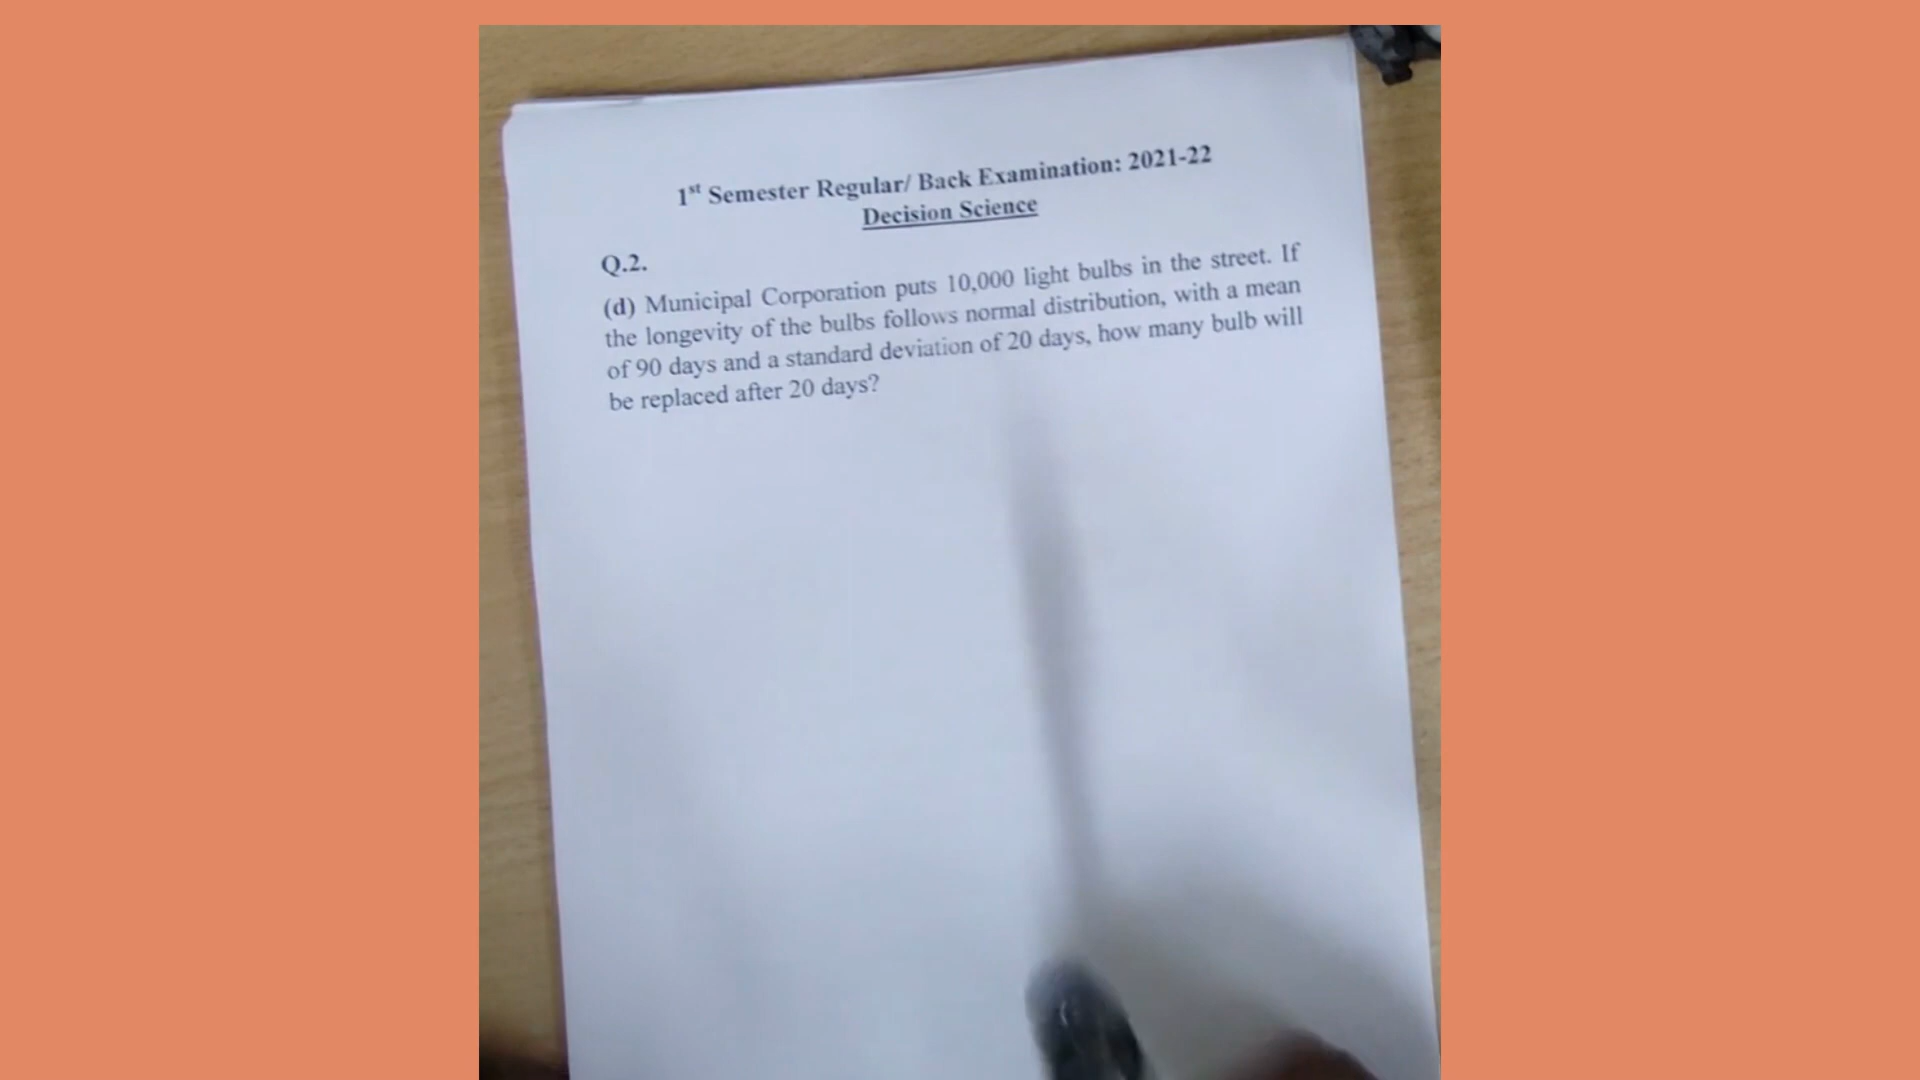 1st Semester Regular/ Back Examination: 2021-22
Decision Science
Q.2.
(d) Municipal Corporation puts 10,000 light bulbs in the street. If
the longevity of the bulbs follows normal distribution, with a mean
of 90 days and a standard deviation of 20 days, how many bulb will
be replaced after 20 days?